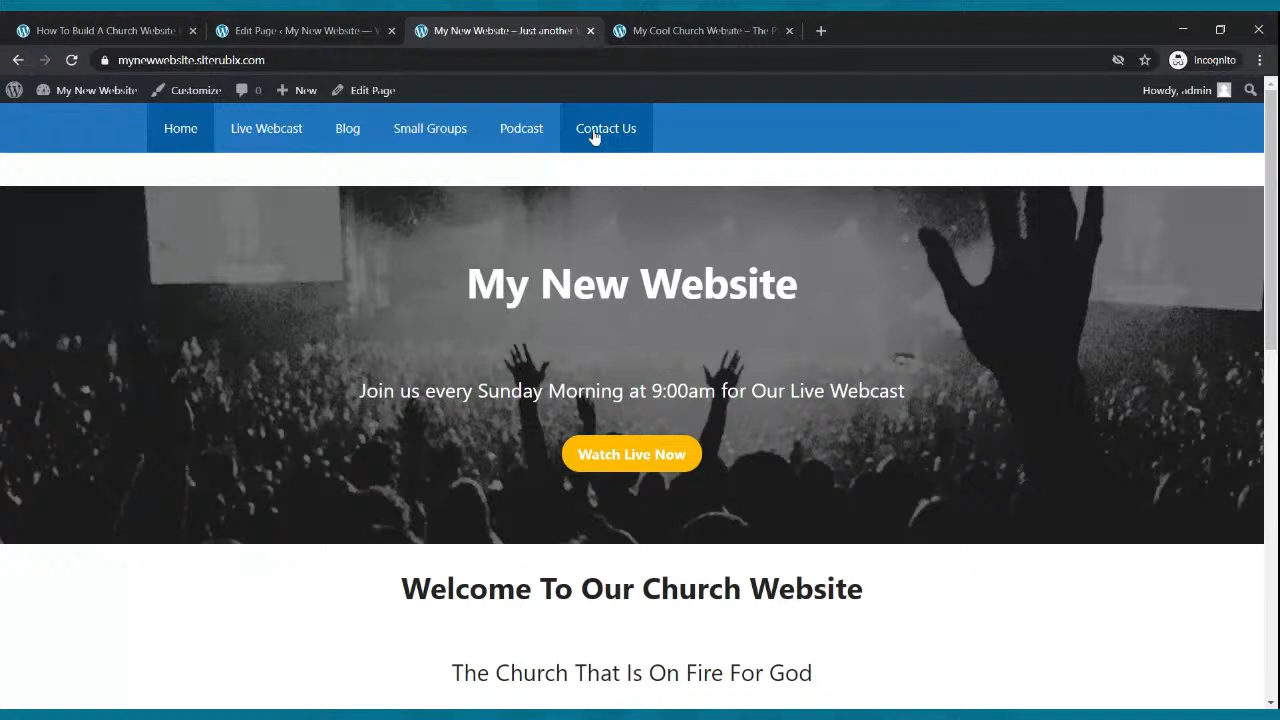 How To Build A Church Website
Edit Page ‹ My New Website —
My New Website – Just another
My Cool Church Website – The
mynewwebsite.siterubix.com
Incognito
My New Website
Customize
0
New
Edit Page
Howdy, admin
Home
Live Webcast
Blog
Small Groups
Podcast
Contact Us
My New Website
Join us every Sunday Morning at 9:00am for Our Live Webcast
Watch Live Now
Welcome To Our Church Website
The Church That Is On Fire For God